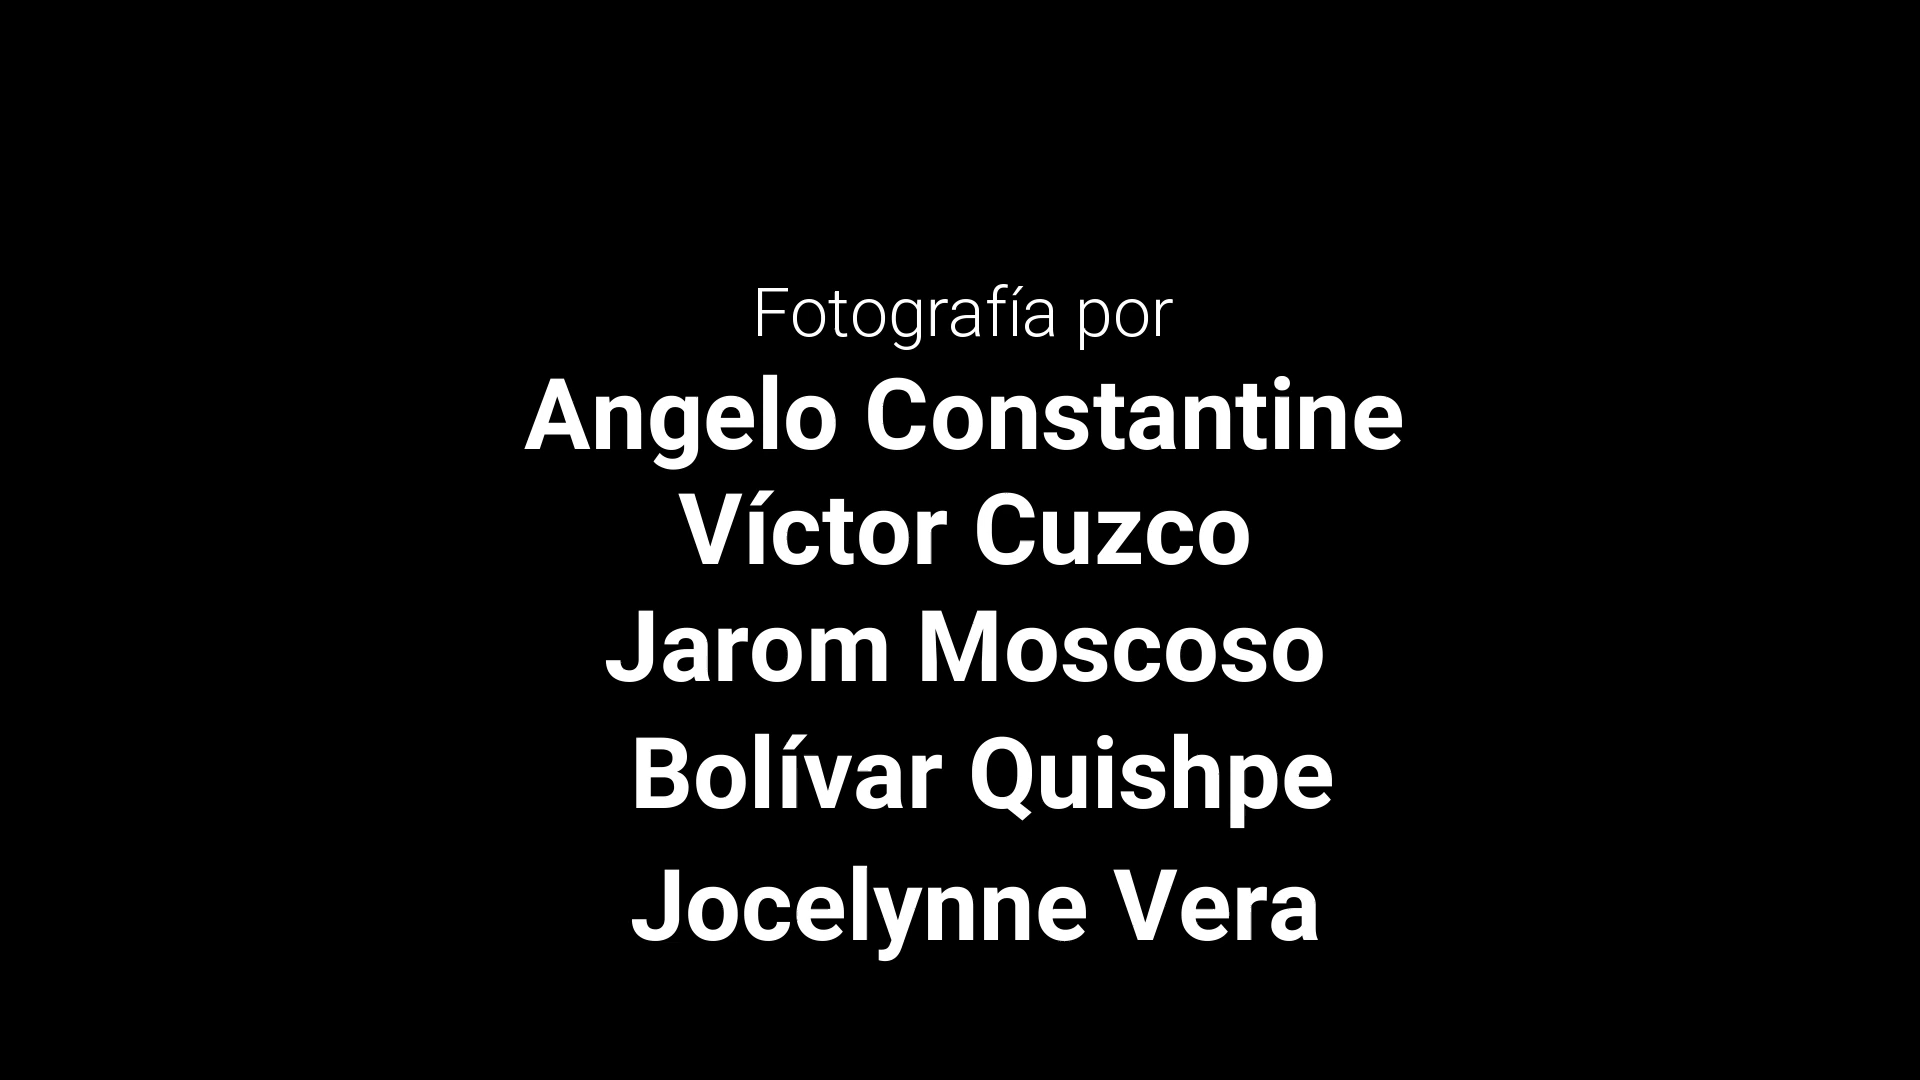 Fotografía por
Angelo Constantine
Víctor Cuzco
Jarom Moscoso
Bolívar Quishpe
Jocelynne Vera